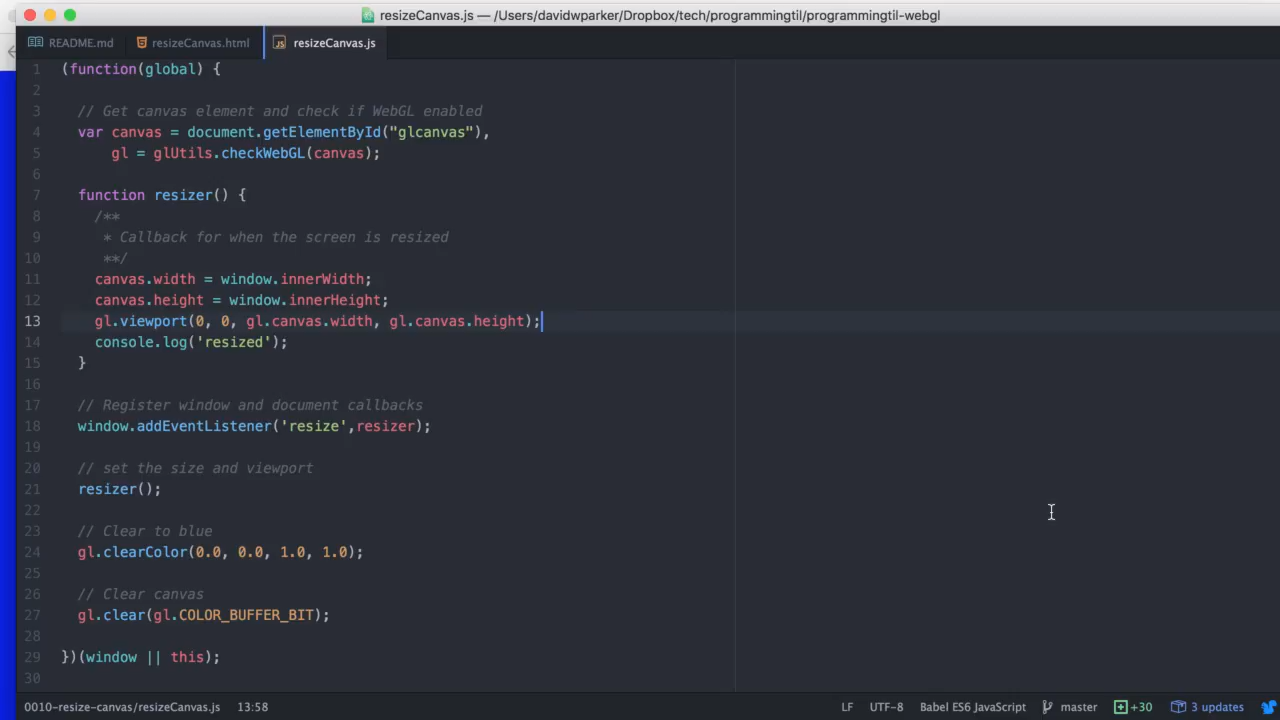 resizeCanvas.js — /Users/davidwparker/Dropbox/tech/programmingtil/programmingtil-webgl
README.md resizeCanvas.html resizeCanvas.js
1 (function(global) {
2
3 // Get canvas element and check if WebGL enabled
4 var canvas = document.getElementById("glcanvas"),
5 gl = glUtils.checkWebGL(canvas);
6
7 function resizer() {
8 /**
9 * Callback for when the screen is resized
10 **/
11 canvas.width = window.innerWidth;
12 canvas.height = window.innerHeight;
13 gl.viewport(0, 0, gl.canvas.width, gl.canvas.height);
14 console.log('resized');
15 }
16
17 // Register window and document callbacks
18 window.addEventListener('resize',resizer);
19
20 // set the size and viewport
21 resizer();
22
23 // Clear to blue
24 gl.clearColor(0.0, 0.0, 1.0, 1.0);
25
26 // Clear canvas
27 gl.clear(gl.COLOR_BUFFER_BIT);
28
29 })(window || this);
30
0010-resize-canvas/resizeCanvas.js 13:58 LF UTF-8 Babel ES6 JavaScript master +30 3 updates